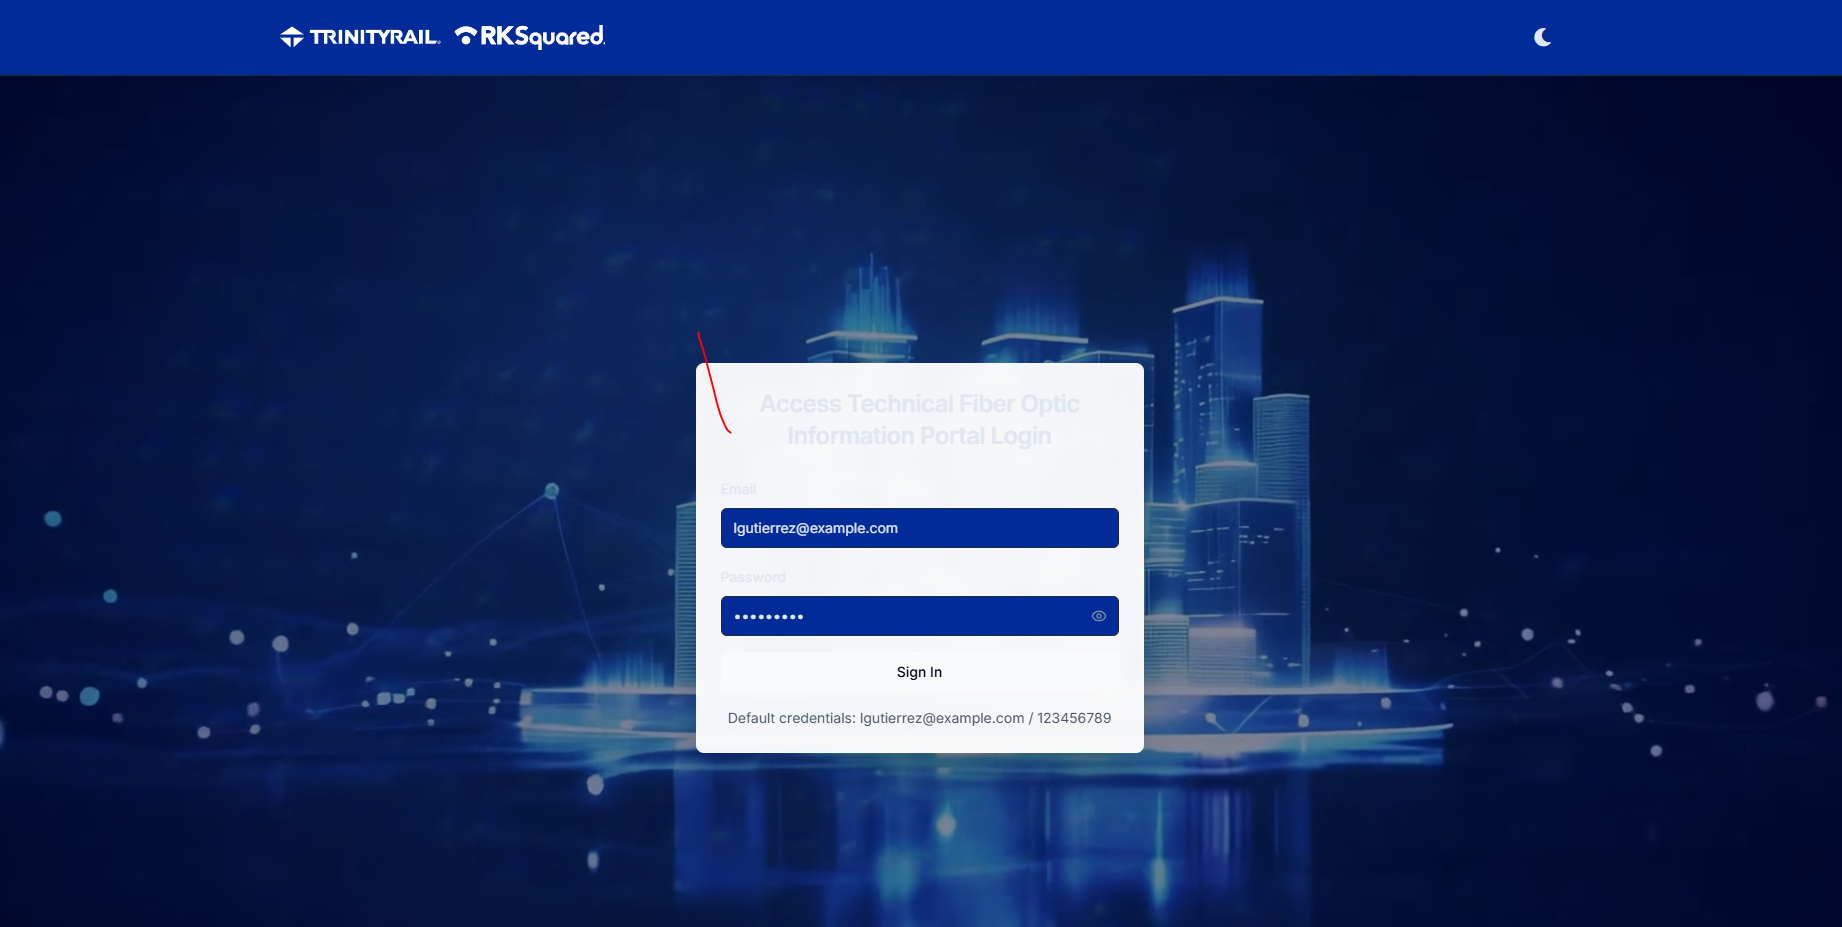 TRINITYRAIL RKSquared
Access Technical Fiber Optic
Information Portal Login
Email
lgutierrez@example.com
Password
•••••••••
Sign In
Default credentials: lgutierrez@example.com / 123456789